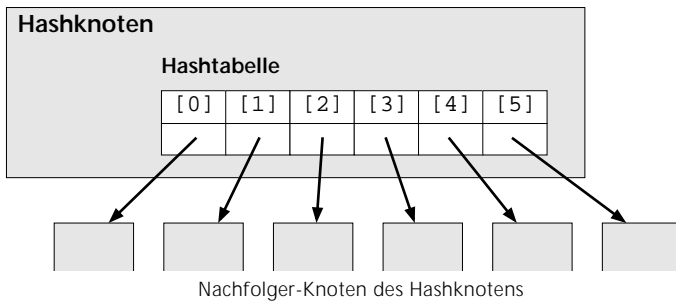 Hashknoten
Hashtabelle
[0] [1] [2] [3] [4] [5]
Nachfolger-Knoten des Hashknotens